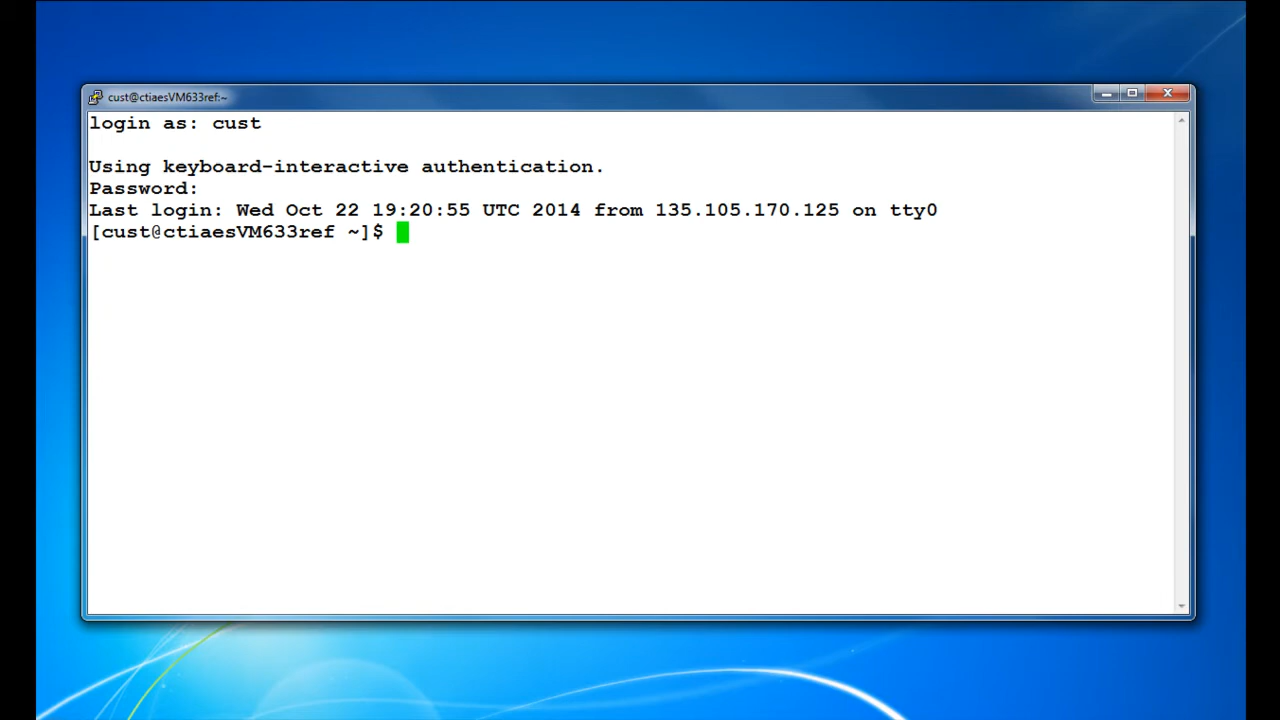 cust@ctiaesVM633ref:~
login as: cust
Using keyboard-interactive authentication.
Password:
Last login: Wed Oct 22 19:20:55 UTC 2014 from 135.105.170.125 on tty0
[cust@ctiaesVM633ref ~]$